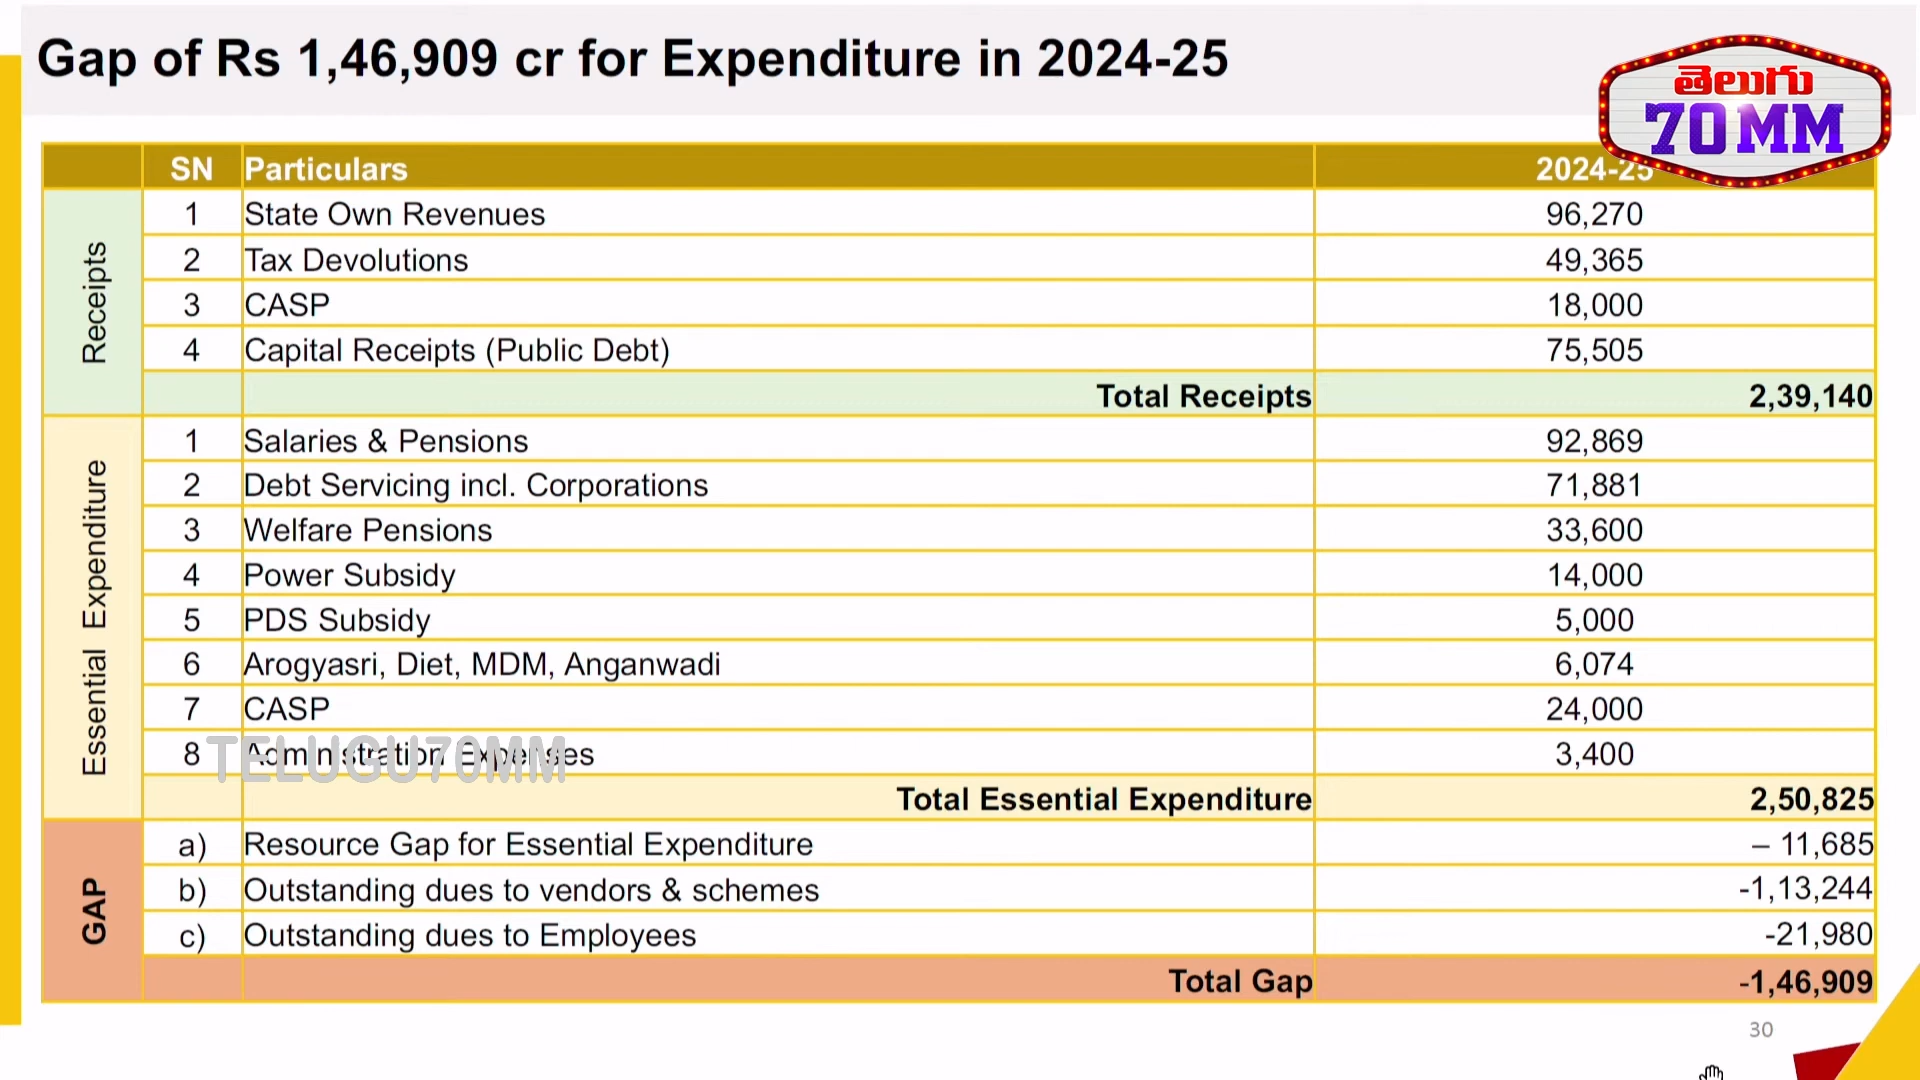 Gap of Rs 1,46,909 cr for Expenditure in 2024-25
తెలుగు
70MM
SN Particulars 2024-25
Receipts
1 State Own Revenues 96,270
2 Tax Devolutions 49,365
3 CASP 18,000
4 Capital Receipts (Public Debt) 75,505
Total Receipts 2,39,140
Essential Expenditure
1 Salaries & Pensions 92,869
2 Debt Servicing incl. Corporations 71,881
3 Welfare Pensions 33,600
4 Power Subsidy 14,000
5 PDS Subsidy 5,000
6 Arogyasri, Diet, MDM, Anganwadi 6,074
7 CASP 24,000
8 Administration Expenses 3,400
TELUGU70MM
Total Essential Expenditure 2,50,825
GAP
a) Resource Gap for Essential Expenditure – 11,685
b) Outstanding dues to vendors & schemes -1,13,244
c) Outstanding dues to Employees -21,980
Total Gap -1,46,909
30